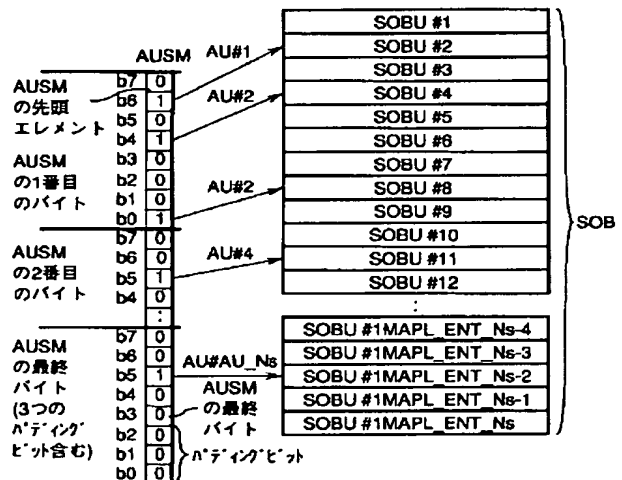 AUSM
AUSM
の先頭
エレメント
AUSM
の1番目
のバイト
b7 0
b6 1
b5 0
b4 1
b3 0
b2 0
b1 0
b0 1
AUSM
の2番目
のバイト
b7 0
b6 0
b5 1
b4 0
:
AUSM
の最終
バイト
(3つの
パディング
ビット含む)
b7 0
b6 0
b5 1
b4 0
b3 0
b2 0
b1 0
b0 0
AU#1
AU#2
AU#2
AU#4
AU#AU_Ns
AUSM
の最終
バイト
パディングビット
SOBU #1
SOBU #2
SOBU #3
SOBU #4
SOBU #5
SOBU #6
SOBU #7
SOBU #8
SOBU #9
SOBU #10
SOBU #11
SOBU #12
:
SOBU #1MAPL_ENT_Ns-4
SOBU #1MAPL_ENT_Ns-3
SOBU #1MAPL_ENT_Ns-2
SOBU #1MAPL_ENT_Ns-1
SOBU #1MAPL_ENT_Ns
SOB